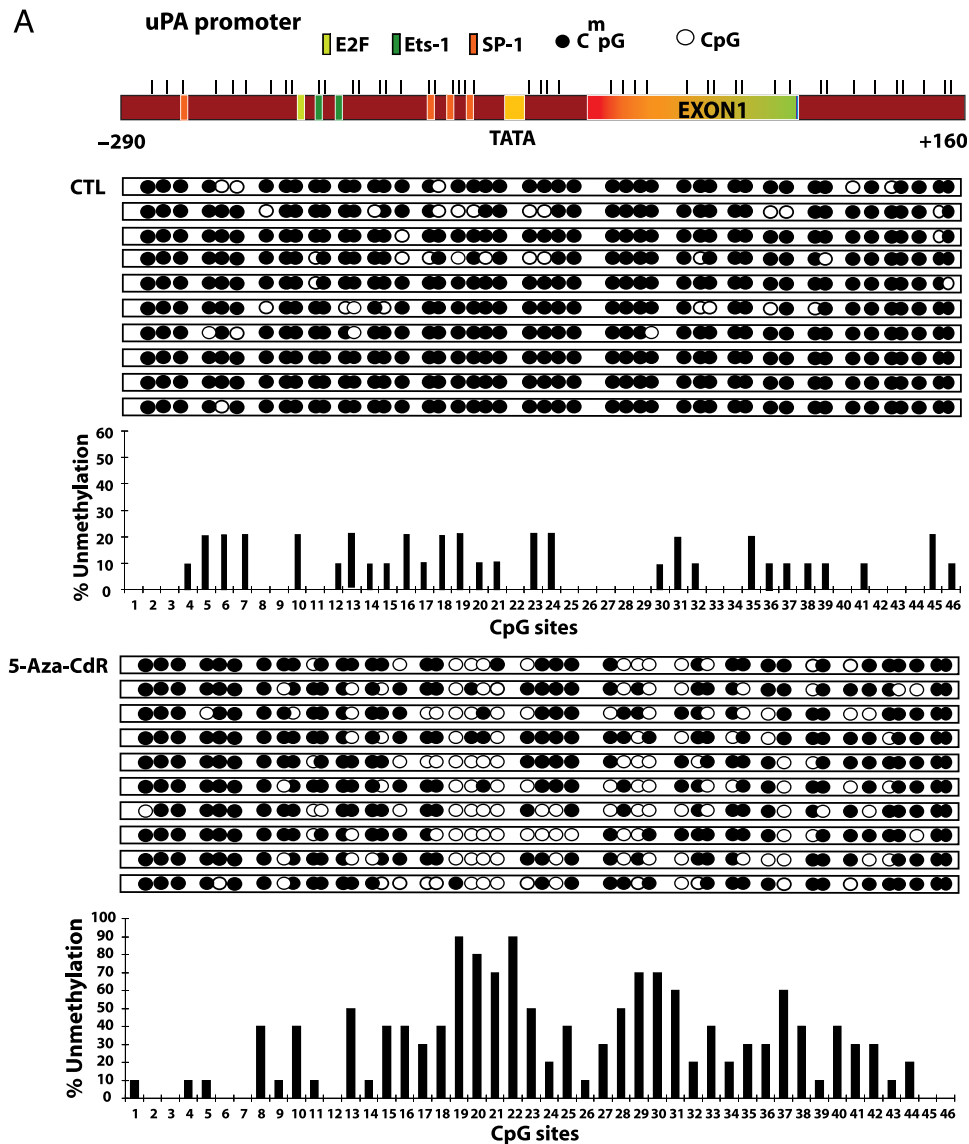 A
uPA promoter
E2F Ets-1 SP-1 CmpG CpG
EXON1
−290 TATA +160
CTL
60
50
40
30
20
10
0
% Unmethylation
1 2 3 4 5 6 7 8 9 10 11 12 13 14 15 16 17 18 19 20 21 22 23 24 25 26 27 28 29 30 31 32 33 34 35 36 37 38 39 40 41 42 43 44 45 46
CpG sites
5-Aza-CdR
100
90
80
70
60
50
40
30
20
10
0
% Unmethylation
1 2 3 4 5 6 7 8 9 10 11 12 13 14 15 16 17 18 19 20 21 22 23 24 25 26 27 28 29 30 31 32 33 34 35 36 37 38 39 40 41 42 43 44 45 46
CpG sites